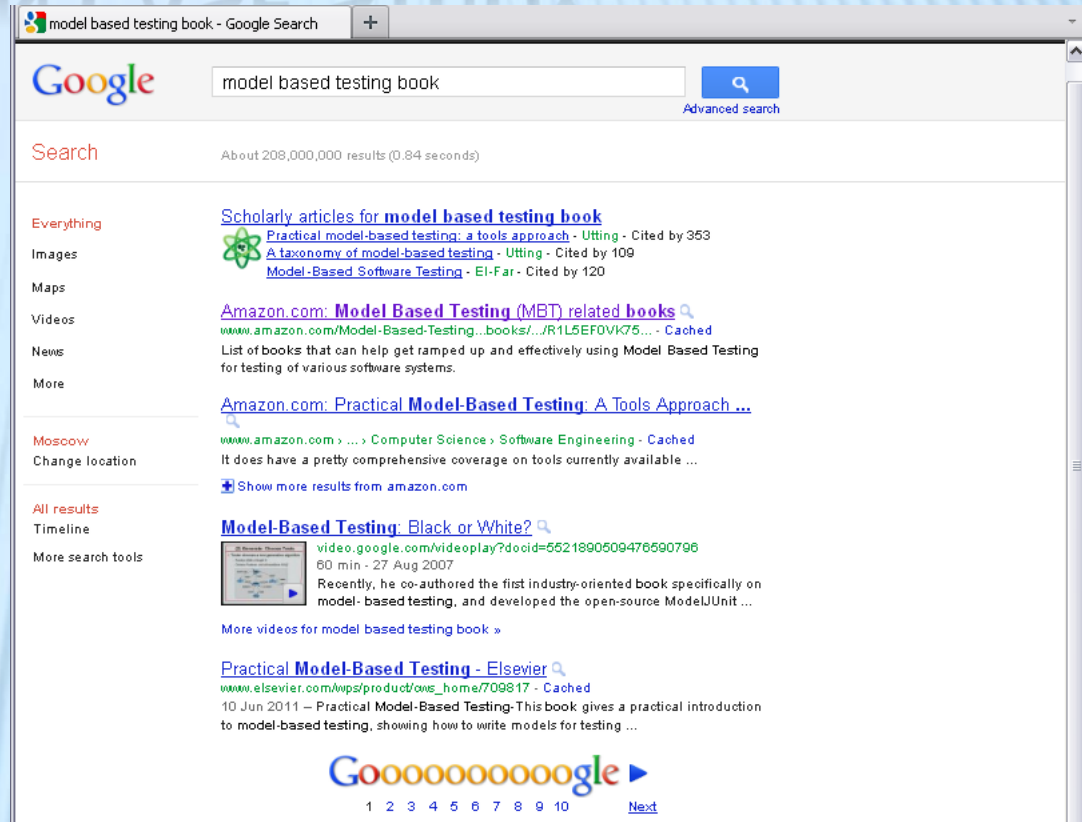 model based testing book - Google Search
Google
model based testing book
Advanced search
Search
About 208,000,000 results (0.84 seconds)
Everything
Images
Maps
Videos
News
More
Moscow
Change location
All results
Timeline
More search tools
Scholarly articles for model based testing book
Practical model-based testing: a tools approach - Utting - Cited by 353
A taxonomy of model-based testing - Utting - Cited by 109
Model-Based Software Testing - El-Far - Cited by 120
Amazon.com: Model Based Testing (MBT) related books
www.amazon.com/Model-Based-Testing...books/.../R1L5EF0VK75... - Cached
List of books that can help get ramped up and effectively using Model Based Testing
for testing of various software systems.
Amazon.com: Practical Model-Based Testing: A Tools Approach ...
www.amazon.com › ... › Computer Science › Software Engineering - Cached
It does have a pretty comprehensive coverage on tools currently available ...
Show more results from amazon.com
Model-Based Testing: Black or White?
video.google.com/videoplay?docid=5521890509476590796
60 min - 27 Aug 2007
Recently, he co-authored the first industry-oriented book specifically on
model- based testing, and developed the open-source ModelJUnit ...
More videos for model based testing book »
Practical Model-Based Testing - Elsevier
www.elsevier.com/wps/product/cws_home/709817 - Cached
10 Jun 2011 – Practical Model-Based Testing-This book gives a practical introduction
to model-based testing, showing how to write models for testing ...
Goooooooooogle
1 2 3 4 5 6 7 8 9 10 Next